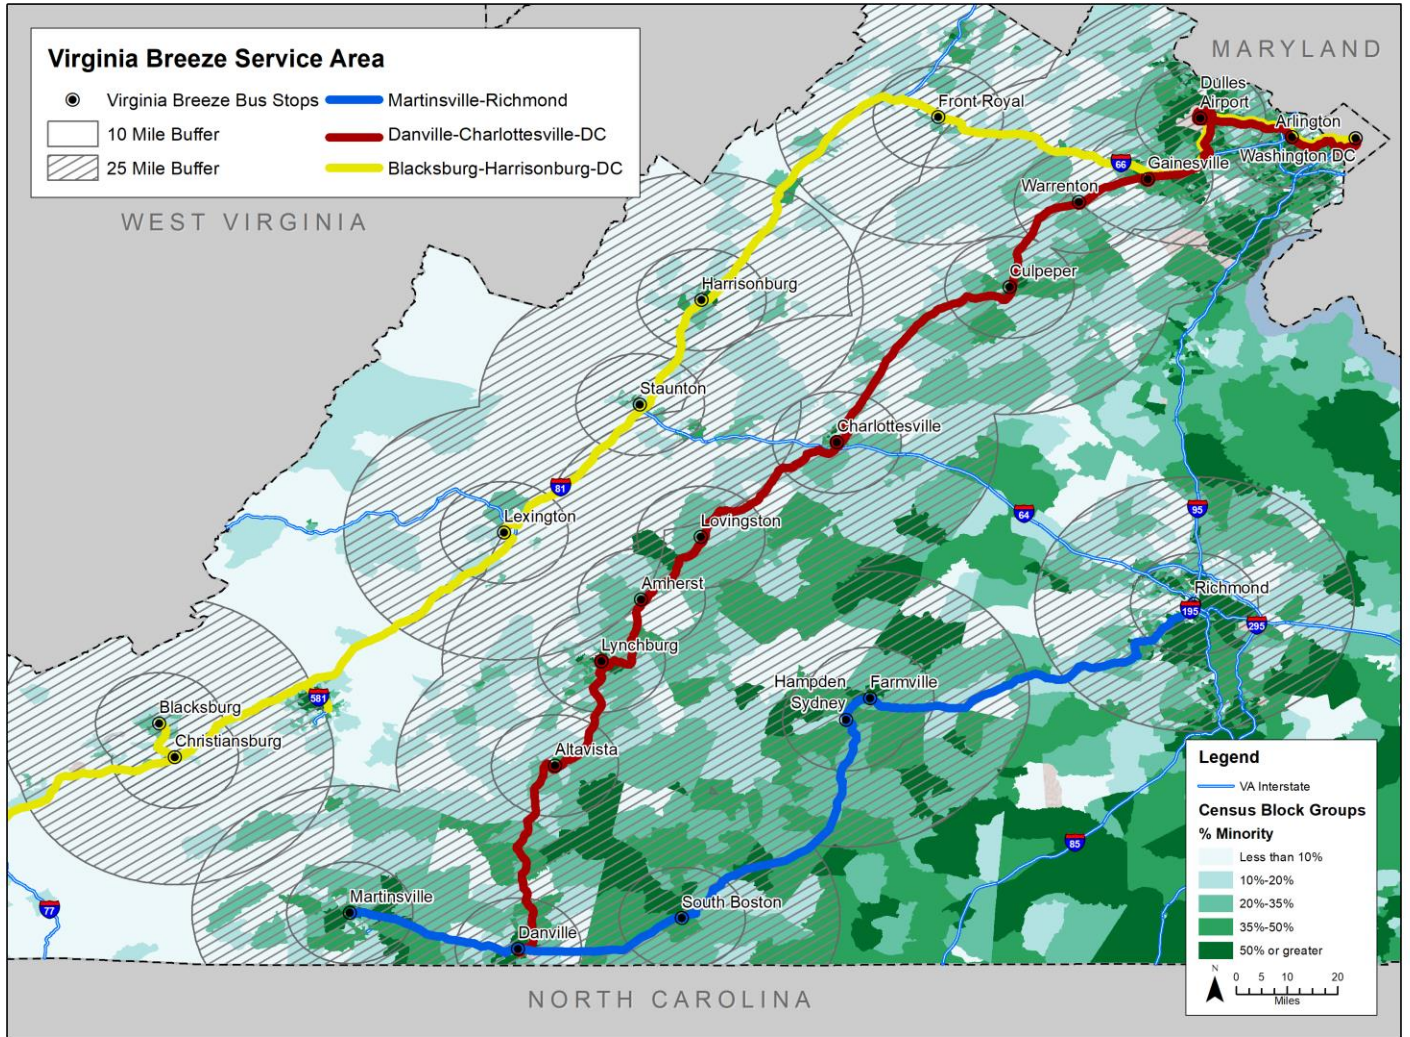 Virginia Breeze Service Area
Virginia Breeze Bus Stops
Martinsville-Richmond
10 Mile Buffer
Danville-Charlottesville-DC
25 Mile Buffer
Blacksburg-Harrisonburg-DC
MARYLAND
WEST VIRGINIA
Dulles
Airport
Front Royal
Arlington
Washington DC
66
Gainesville
Warrenton
Culpeper
Harrisonburg
Staunton
Charlottesville
81
Lexington
64
95
Lovingston
Amherst
Richmond
195
295
Lynchburg
Hampden
Sydney
Farmville
581
Blacksburg
Christiansburg
Altavista
85
77
Martinsville
South Boston
Danville
NORTH CAROLINA
Legend
VA Interstate
Census Block Groups
% Minority
Less than 10%
10%-20%
20%-35%
35%-50%
50% or greater
N
0 5 10 20
Miles